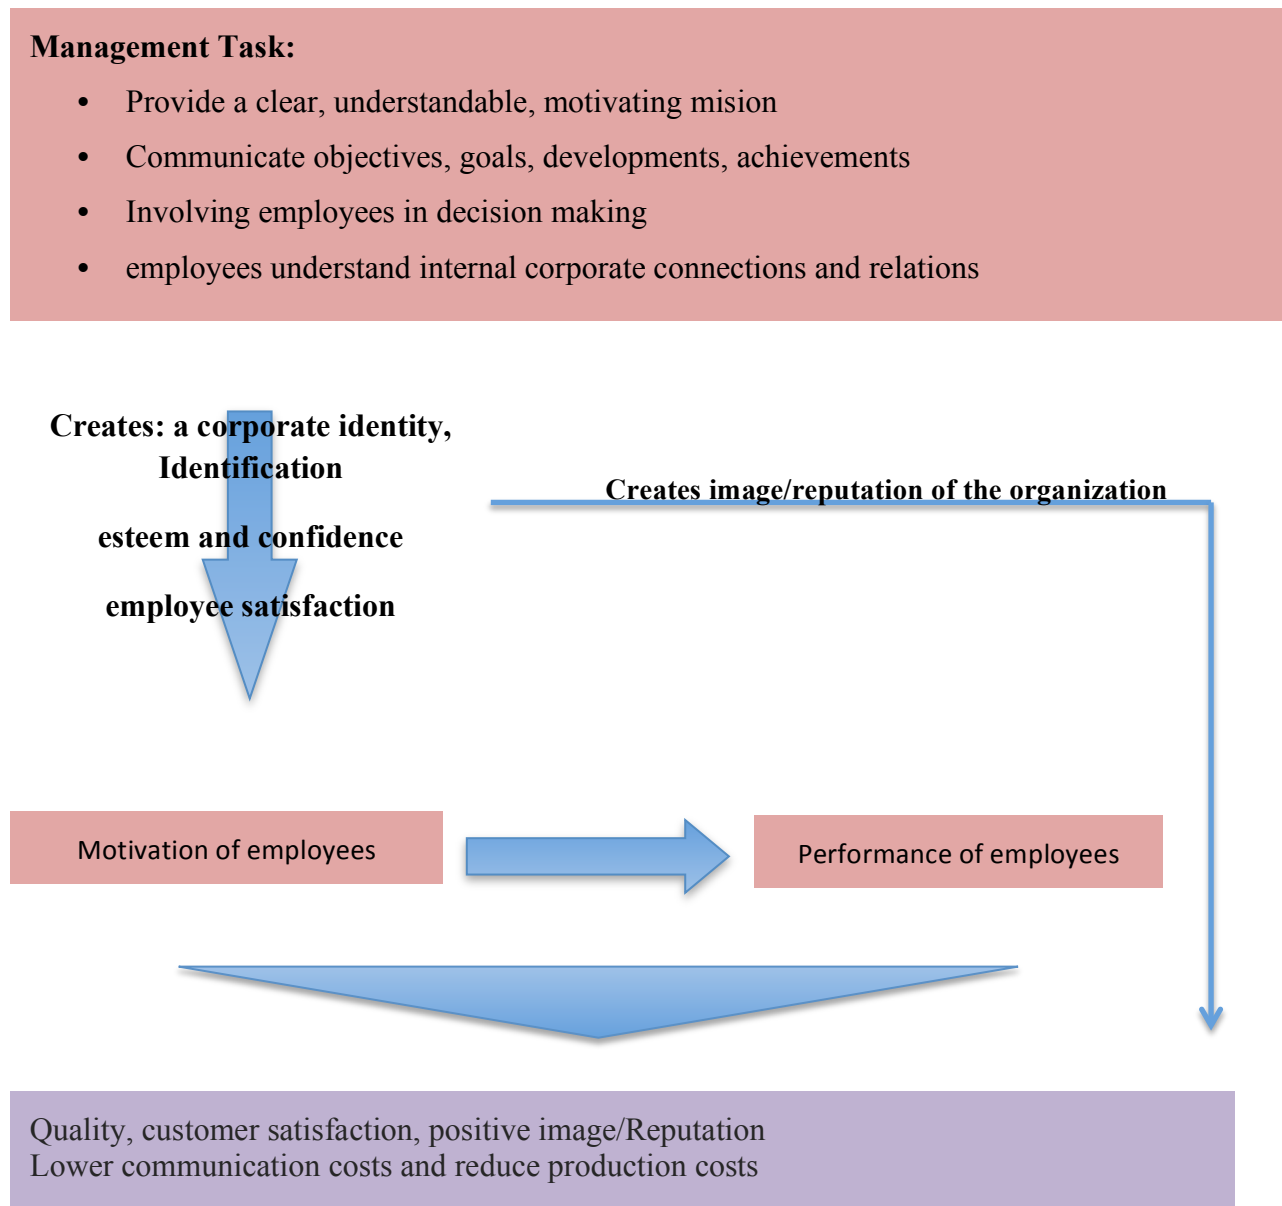 Management Task:
• Provide a clear, understandable, motivating mision
• Communicate objectives, goals, developments, achievements
• Involving employees in decision making
• employees understand internal corporate connections and relations
Creates: a corporate identity,
Identification
esteem and confidence
employee satisfaction
Creates image/reputation of the organization
Motivation of employees
Performance of employees
Quality, customer satisfaction, positive image/Reputation
Lower communication costs and reduce production costs